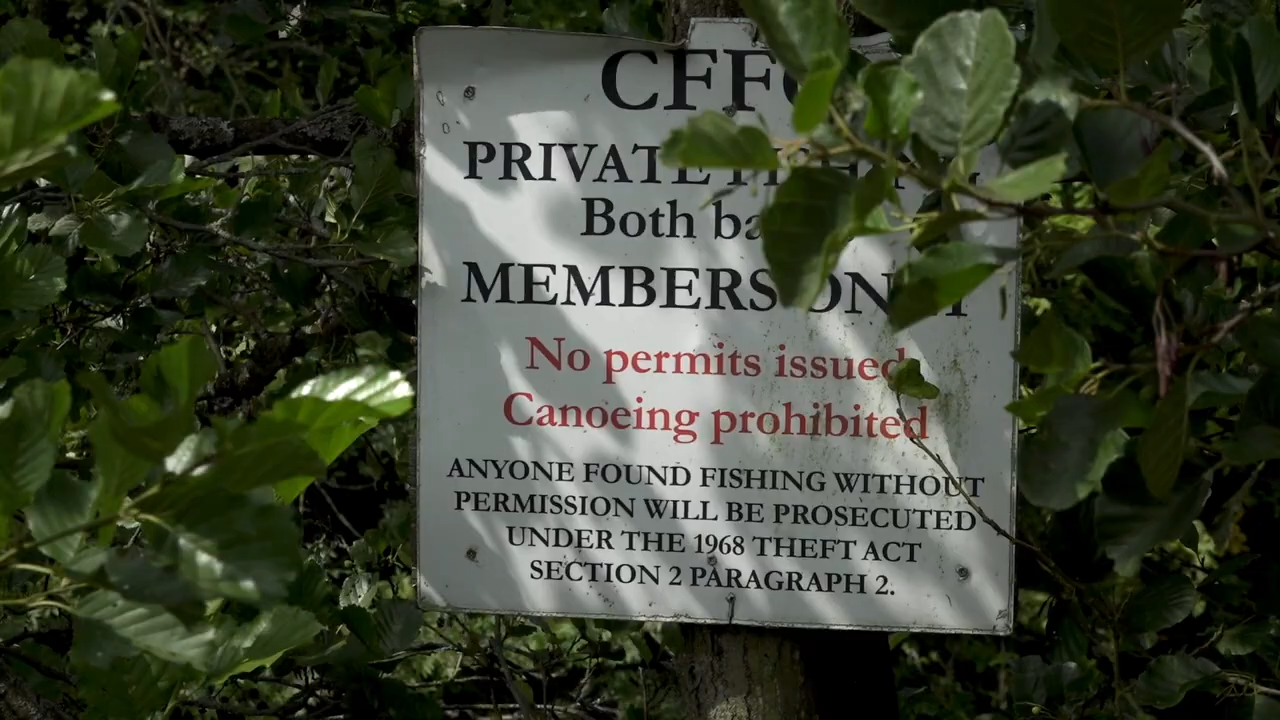 CFF
PRIVATE
Both
MEMBERS ONLY
No permits issued
Canoeing prohibited
ANYONE FOUND FISHING WITHOUT
PERMISSION WILL BE PROSECUTED
UNDER THE 1968 THEFT ACT
SECTION 2 PARAGRAPH 2.